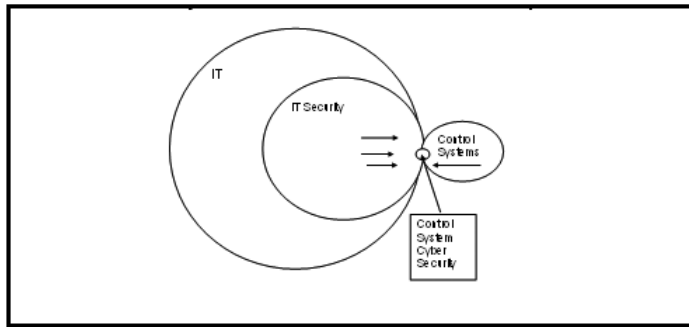 IT
IT Security
Control
Systems
Control
System
Cyber
Security